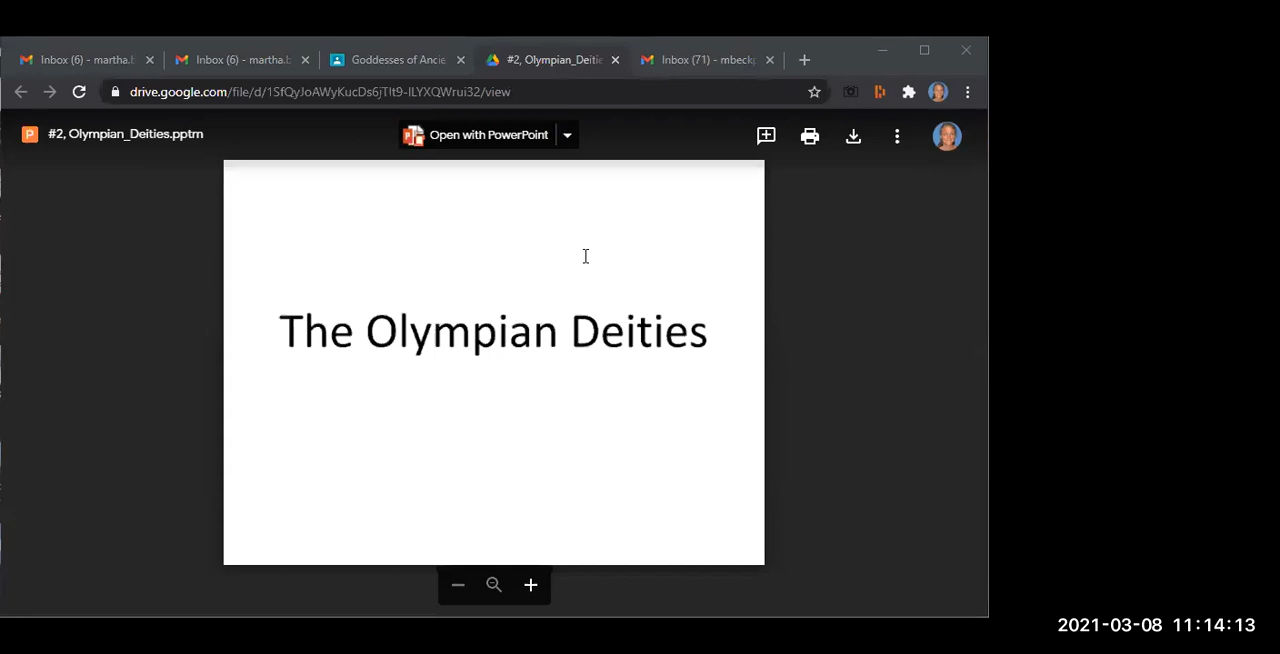 Inbox (6) - martha.b
Inbox (6) - martha.b
Goddesses of Ancie
#2, Olympian_Deitie
Inbox (71) - mbeckp
drive.google.com/file/d/1SfQyJoAWyKucDs6jTlt9-ILYXQWrui32/view
P #2, Olympian_Deities.pptm
Open with PowerPoint
The Olympian Deities
2021-03-08 11:14:13